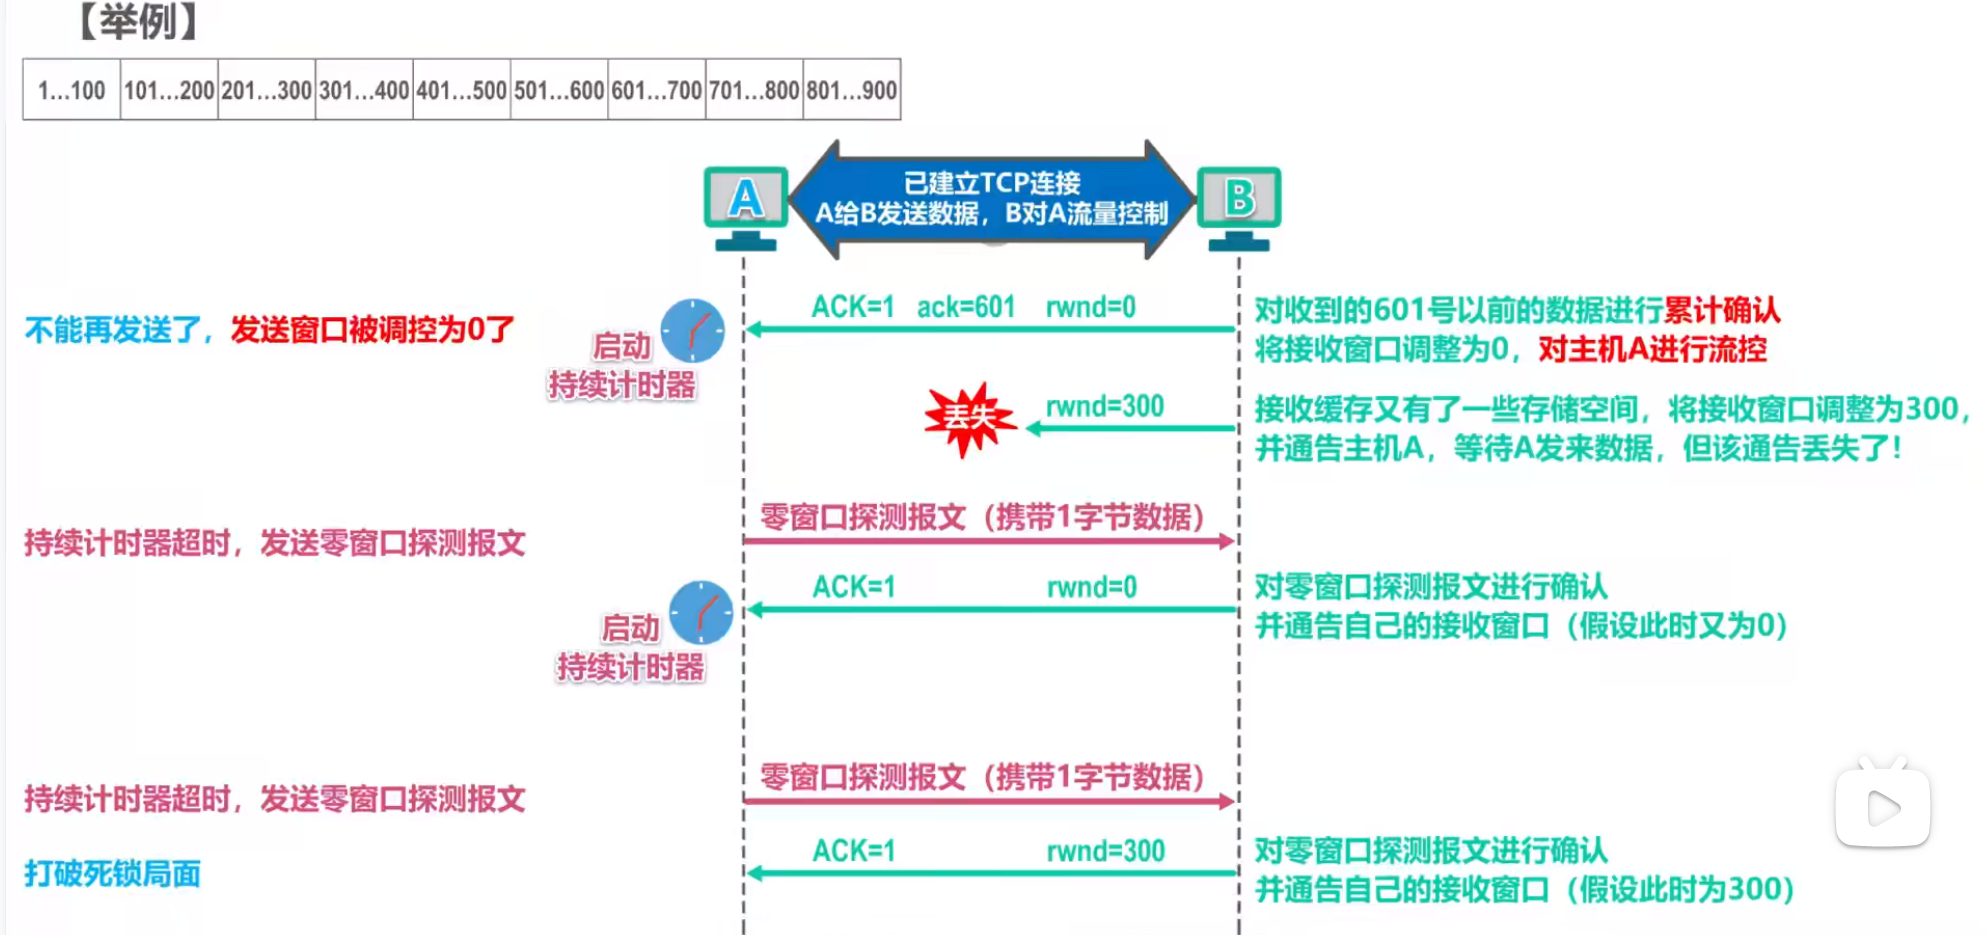 【举例】
1...100 101...200 201...300 301...400 401...500 501...600 601...700 701...800 801...900
A
已建立TCP连接
A给B发送数据，B对A流量控制
B
不能再发送了，发送窗口被调控为0了
启动
持续计时器
ACK=1 ack=601 rwnd=0
对收到的601号以前的数据进行累计确认
将接收窗口调整为0，对主机A进行流控
丢失
rwnd=300
接收缓存又有了一些存储空间，将接收窗口调整为300，
并通告主机A，等待A发来数据，但该通告丢失了！
持续计时器超时，发送零窗口探测报文
零窗口探测报文（携带1字节数据）
启动
持续计时器
ACK=1 rwnd=0
对零窗口探测报文进行确认
并通告自己的接收窗口（假设此时又为0）
持续计时器超时，发送零窗口探测报文
零窗口探测报文（携带1字节数据）
打破死锁局面
ACK=1 rwnd=300
对零窗口探测报文进行确认
并通告自己的接收窗口（假设此时为300）